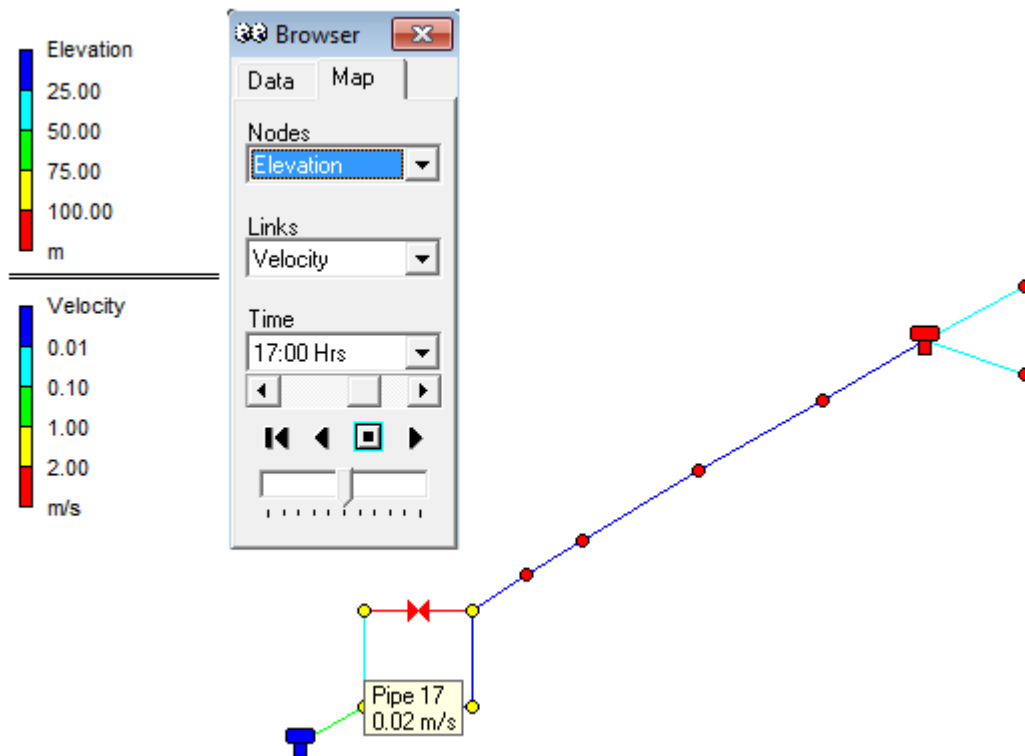 Elevation
25.00
50.00
75.00
100.00
m
Velocity
0.01
0.10
1.00
2.00
m/s
Browser
Data Map
Nodes
Elevation
Links
Velocity
Time
17:00 Hrs
Pipe 17
0.02 m/s